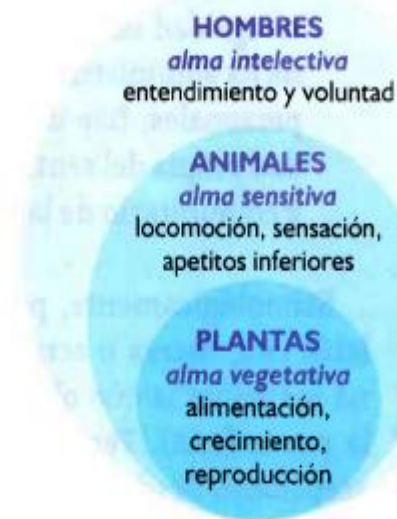 HOMBRES
alma intelectiva
entendimiento y voluntad
ANIMALES
alma sensitiva
locomoción, sensación,
apetitos inferiores
PLANTAS
alma vegetativa
alimentación,
crecimiento,
reproducción